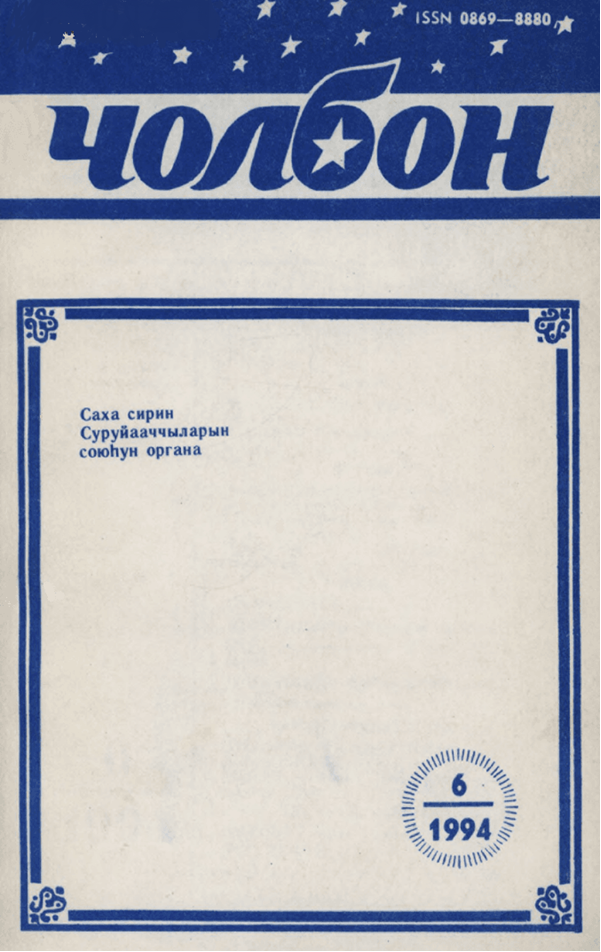 ISSN 0869—8880
чолбон
Саха сирин
Суруйааччыларын
союһун органа
6
1994